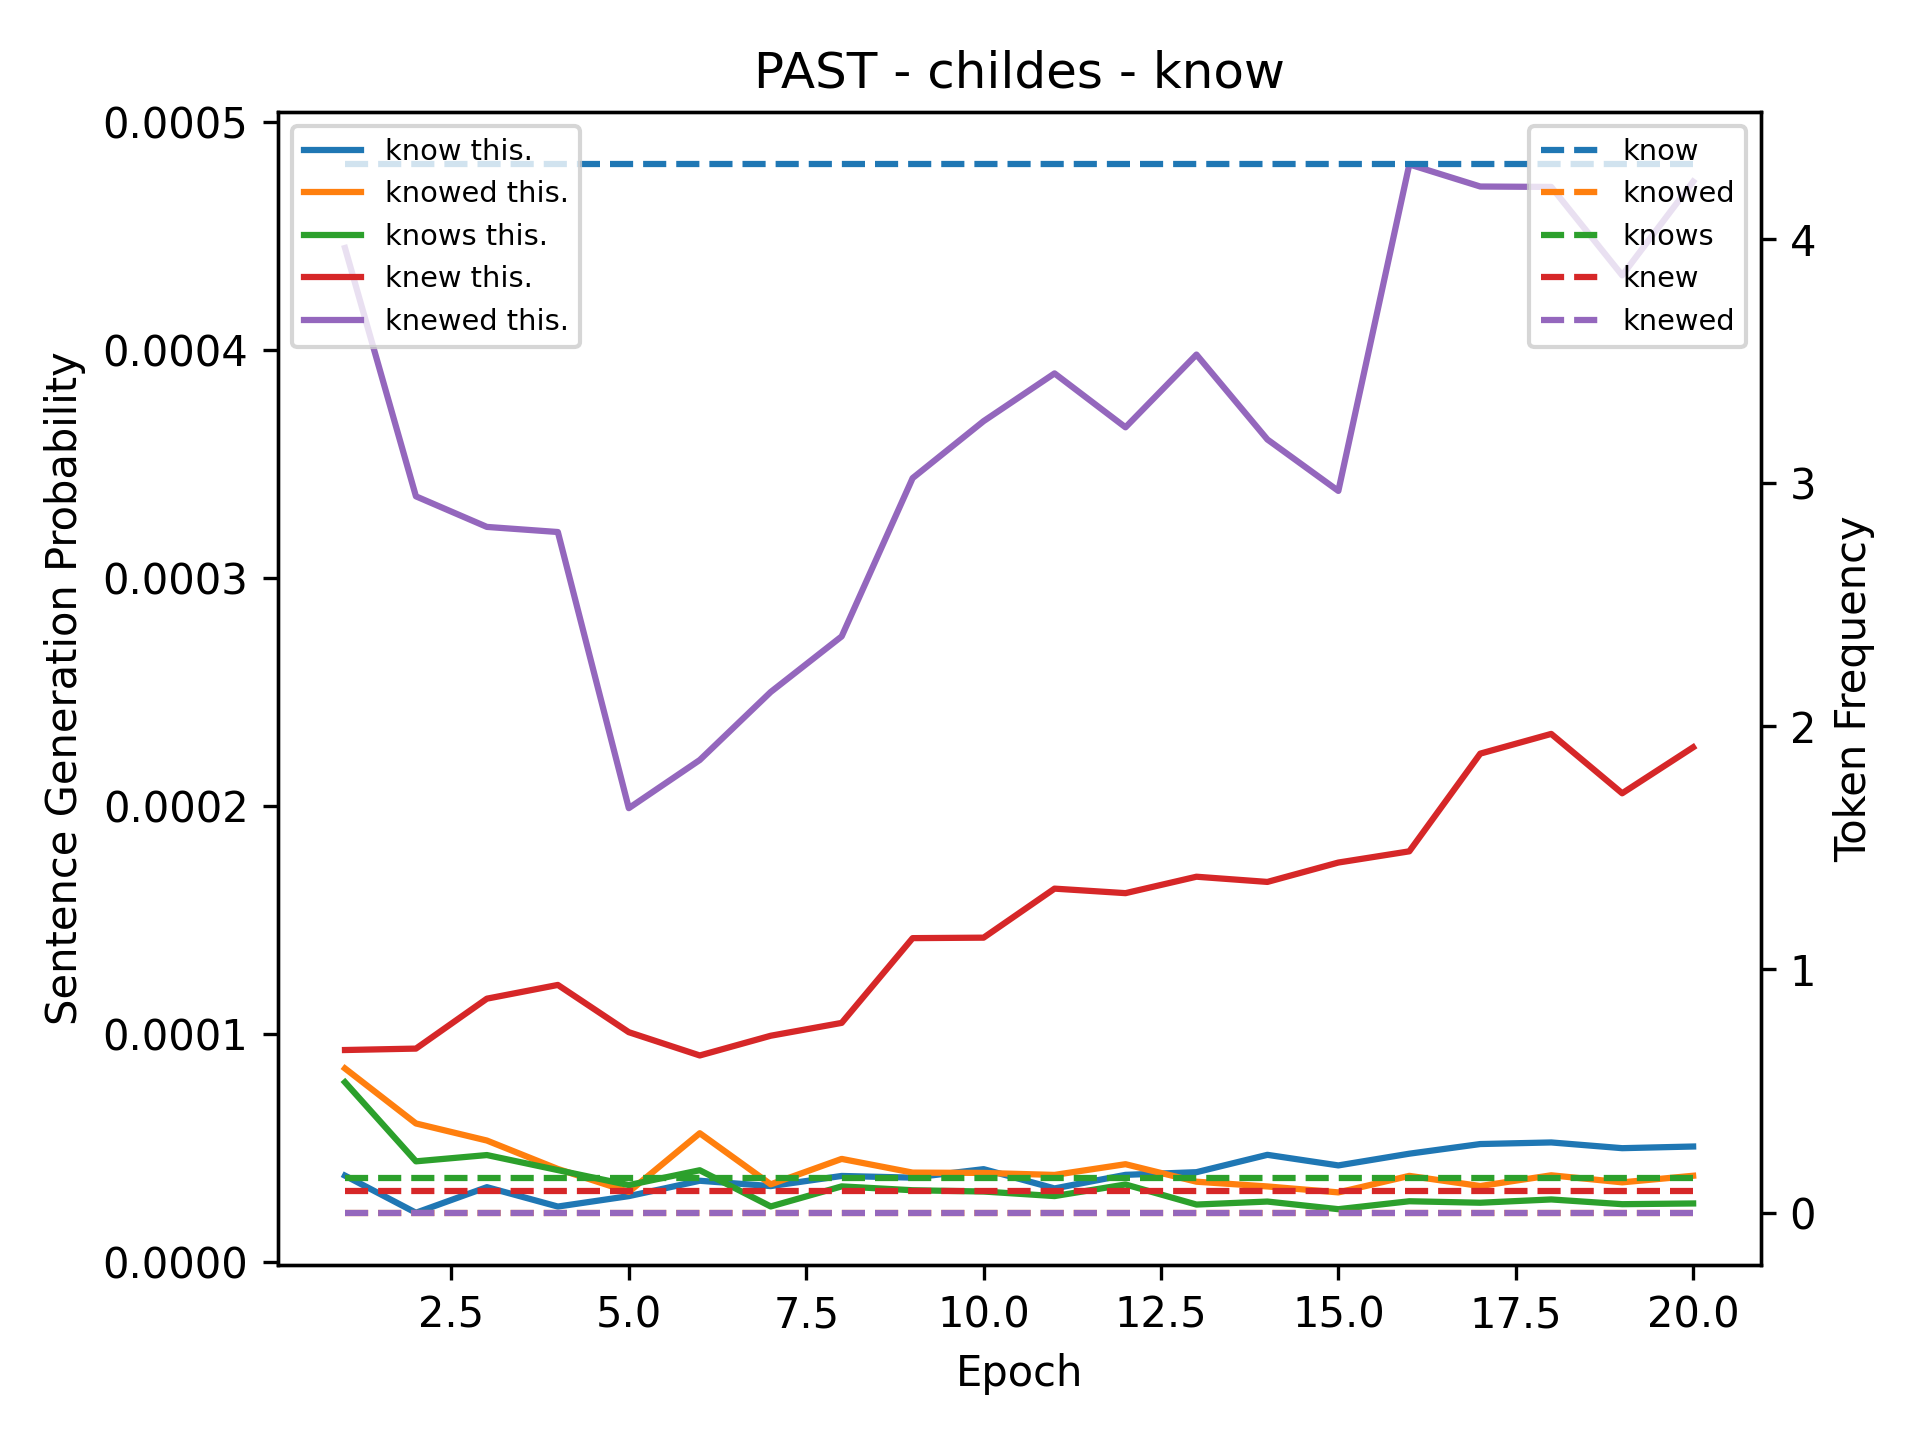 PAST - childes - know
0.0005
0.0004
0.0003
0.0002
0.0001
0.0000
Sentence Generation Probability
know this.
knowed this.
knows this.
knew this.
knewed this.
know
knowed
knows
knew
knewed
4
3
2
1
0
Token Frequency
2.5 5.0 7.5 10.0 12.5 15.0 17.5 20.0
Epoch